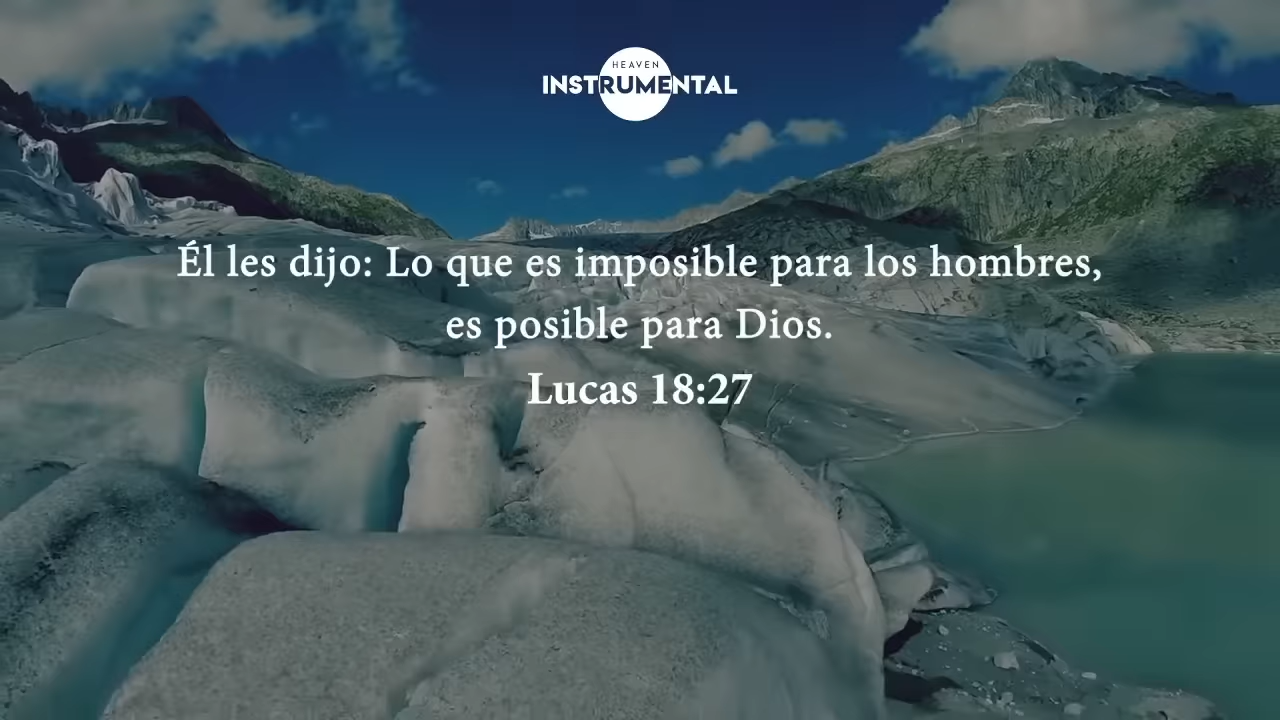 HEAVEN
INSTRUMENTAL
Él les dijo: Lo que es imposible para los hombres,
es posible para Dios.
Lucas 18:27